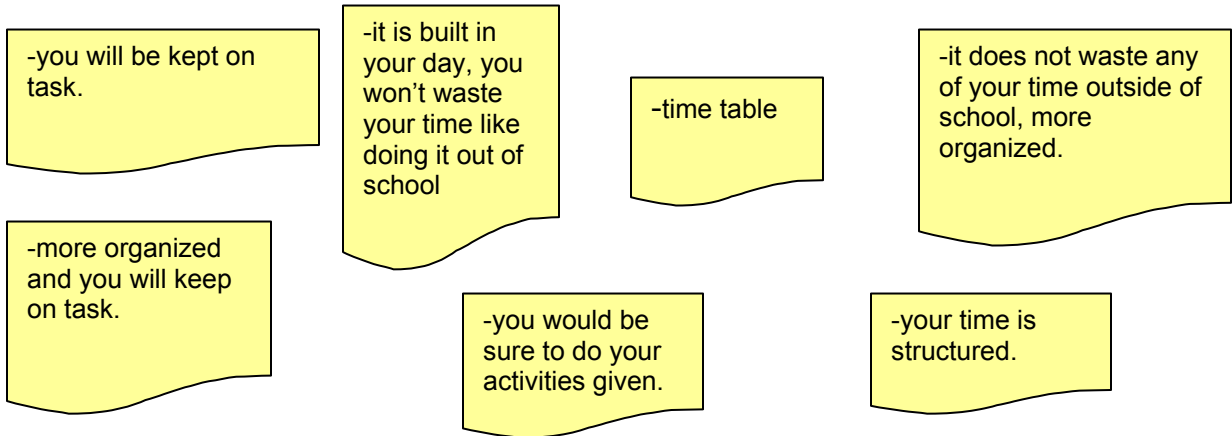 -you will be kept on
task.
-it is built in
your day, you
won’t waste
your time like
doing it out of
school
-time table
-it does not waste any
of your time outside of
school, more
organized.
-more organized
and you will keep
on task.
-you would be
sure to do your
activities given.
-your time is
structured.